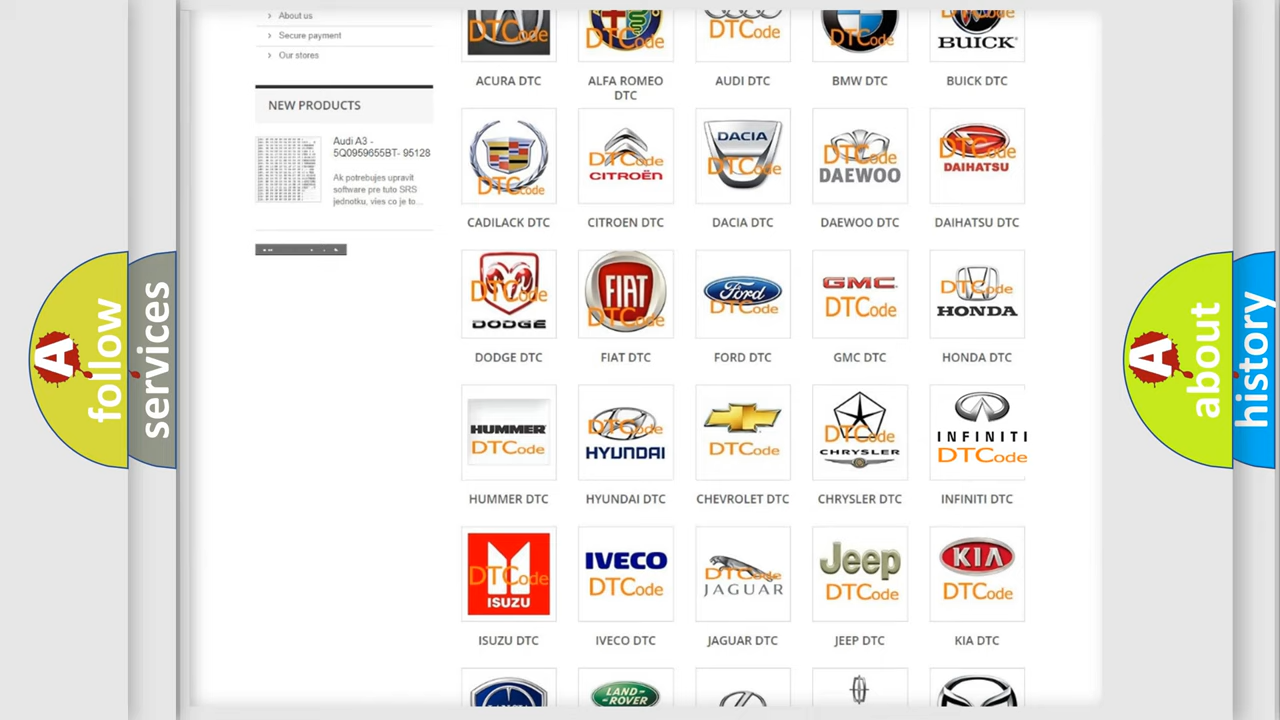 About us
Secure payment
Our stores
NEW PRODUCTS
Audi A3 -
5Q0959655BT- 95128
Ak potrebujes upravit
software pre tuto SRS
jednotku, vies co je to...
DTCode DTCode DTCode DTCode BUICK
ACURA DTC ALFA ROMEO DTC AUDI DTC BMW DTC BUICK DTC
DTCode
DTCode CITROËN
DACIA DTCode
DTCode DAEWOO
DTCode DAIHATSU
CADILACK DTC CITROEN DTC DACIA DTC DAEWOO DTC DAIHATSU DTC
DTCode DODGE
FIAT DTCode
Ford DTCode
GMC DTCode
DTCode HONDA
DODGE DTC FIAT DTC FORD DTC GMC DTC HONDA DTC
HUMMER DTCode
DTCode HYUNDAI
DTCode
DTCode CHRYSLER
INFINITI DTCode
HUMMER DTC HYUNDAI DTC CHEVROLET DTC CHRYSLER DTC INFINITI DTC
DTCode ISUZU
IVECO DTCode
DTCode JAGUAR
Jeep DTCode
KIA DTCode
ISUZU DTC IVECO DTC JAGUAR DTC JEEP DTC KIA DTC
LAND-
ROVER
A follow
services
A about
history